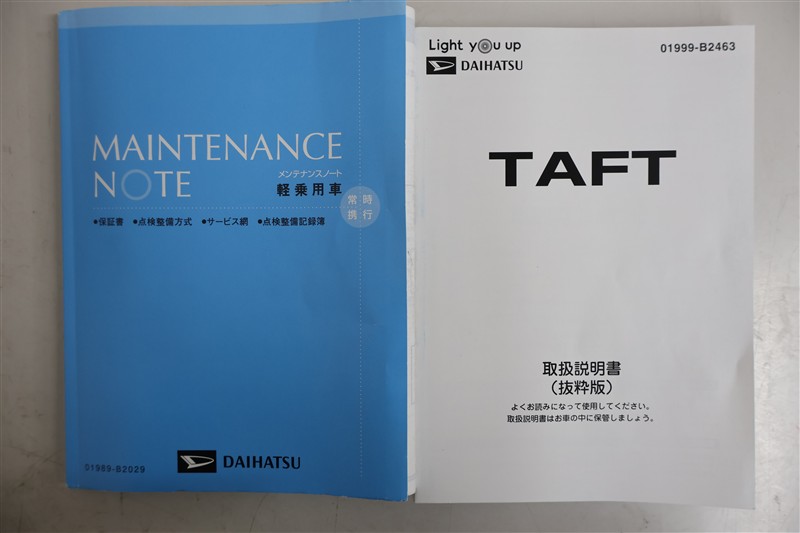 MAINTENANCE
NOTE
メンテナンスノート
軽乗用車
常時
携行
●保証書 ●点検整備方式 ●サービス網 ●点検整備記録簿
01989-B2029
DAIHATSU
Light you up
DAIHATSU
01999-B2463
TAFT
取扱説明書
（抜粋版）
よくお読みになって使用してください。
取扱説明書はお車の中に保管しましょう。